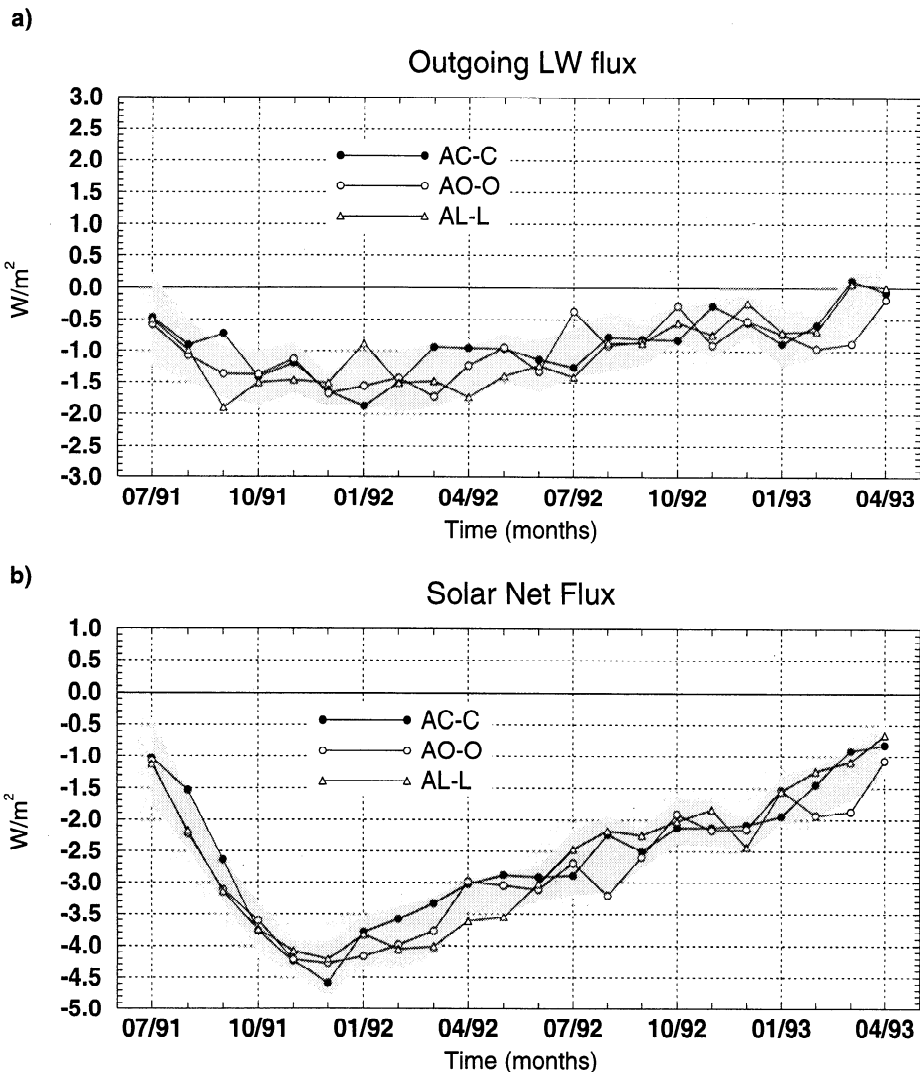 a)
Outgoing LW flux
3.0
2.5
2.0
1.5
1.0
0.5
0.0
-0.5
-1.0
-1.5
-2.0
-2.5
-3.0
W/m²
AC-C
AO-O
AL-L
07/91 10/91 01/92 04/92 07/92 10/92 01/93 04/93
Time (months)
b)
Solar Net Flux
1.0
0.5
0.0
-0.5
-1.0
-1.5
-2.0
-2.5
-3.0
-3.5
-4.0
-4.5
-5.0
W/m²
AC-C
AO-O
AL-L
07/91 10/91 01/92 04/92 07/92 10/92 01/93 04/93
Time (months)